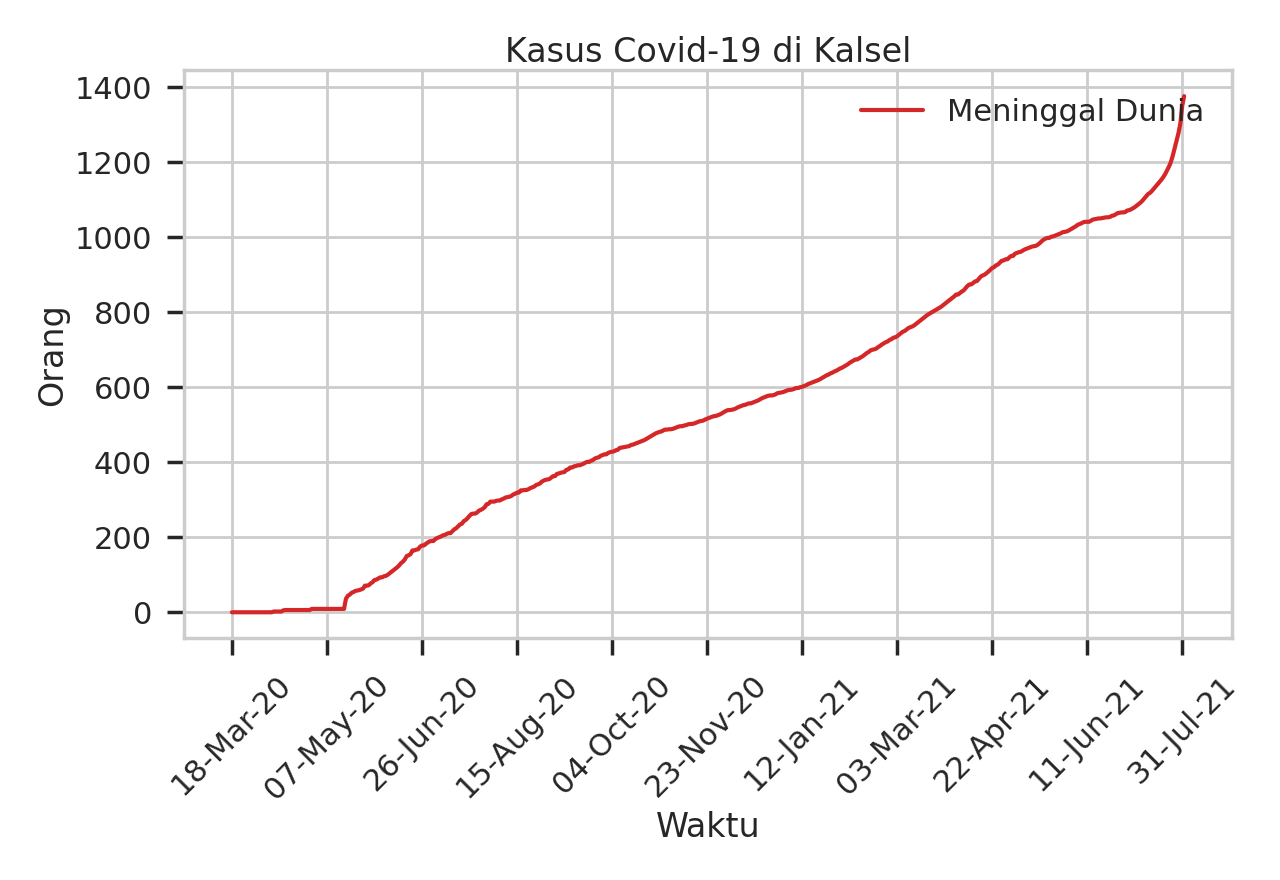 Kasus Covid-19 di Kalsel
Meninggal Dunia
Orang
1400
1200
1000
800
600
400
200
0
18-Mar-20
07-May-20
26-Jun-20
15-Aug-20
04-Oct-20
23-Nov-20
12-Jan-21
03-Mar-21
22-Apr-21
11-Jun-21
31-Jul-21
Waktu